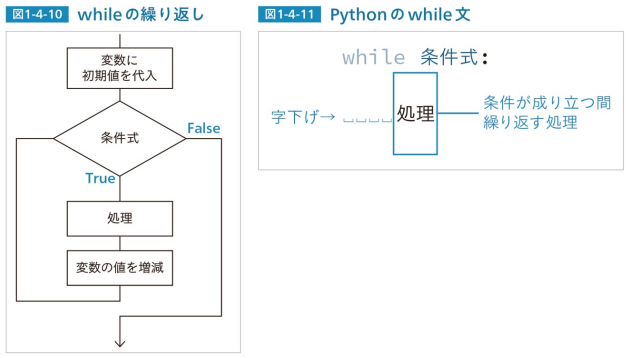 図1-4-10 whileの繰り返し
変数に
初期値を代入
条件式
False
True
処理
変数の値を増減
図1-4-11 Pythonのwhile文
while 条件式:
字下げ→ ␣␣␣␣処理
条件が成り立つ間
繰り返す処理